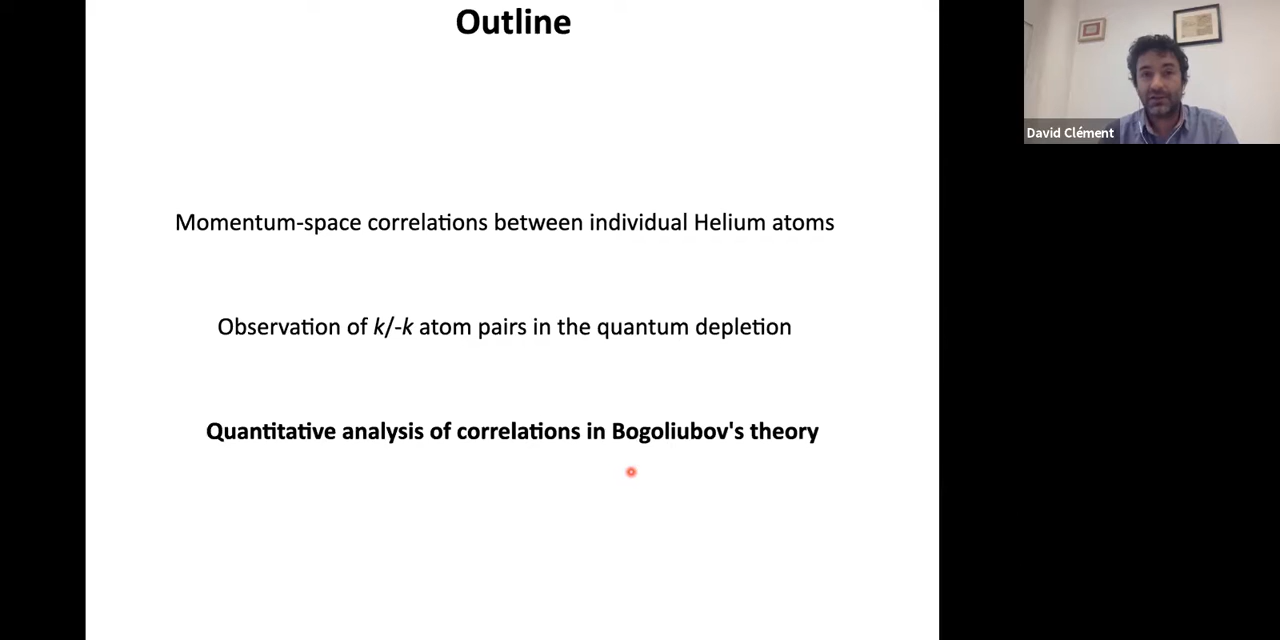 Outline
David Clément
Momentum-space correlations between individual Helium atoms
Observation of k/-k atom pairs in the quantum depletion
Quantitative analysis of correlations in Bogoliubov's theory